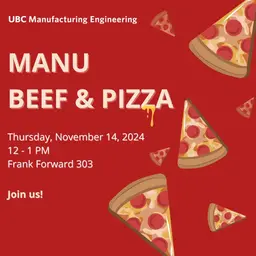 UBC Manufacturing Engineering
MANU
BEEF & PIZZA
Thursday, November 14, 2024
12 - 1 PM
Frank Forward 303
Join us!